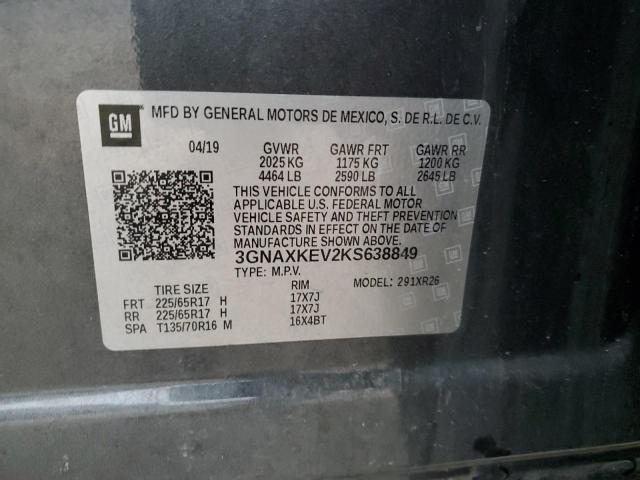 GM
MFD BY GENERAL MOTORS DE MEXICO, S. DE R.L. DE C.V.
04/19 GVWR GAWR FRT GAWR RR
2025 KG 1175 KG 1200 KG
4464 LB 2590 LB 2645 LB
THIS VEHICLE CONFORMS TO ALL
APPLICABLE U.S. FEDERAL MOTOR
VEHICLE SAFETY AND THEFT PREVENTION
STANDARDS IN EFFECT ON THE DATE OF
MANUFACTURE SHOWN ABOVE.
3GNAXKEV2KS638849
TYPE: M.P.V. MODEL: 291XR26
TIRE SIZE RIM
FRT 225/65R17 H 17X7J
RR 225/65R17 H 17X7J
SPA T135/70R16 M 16X4BT